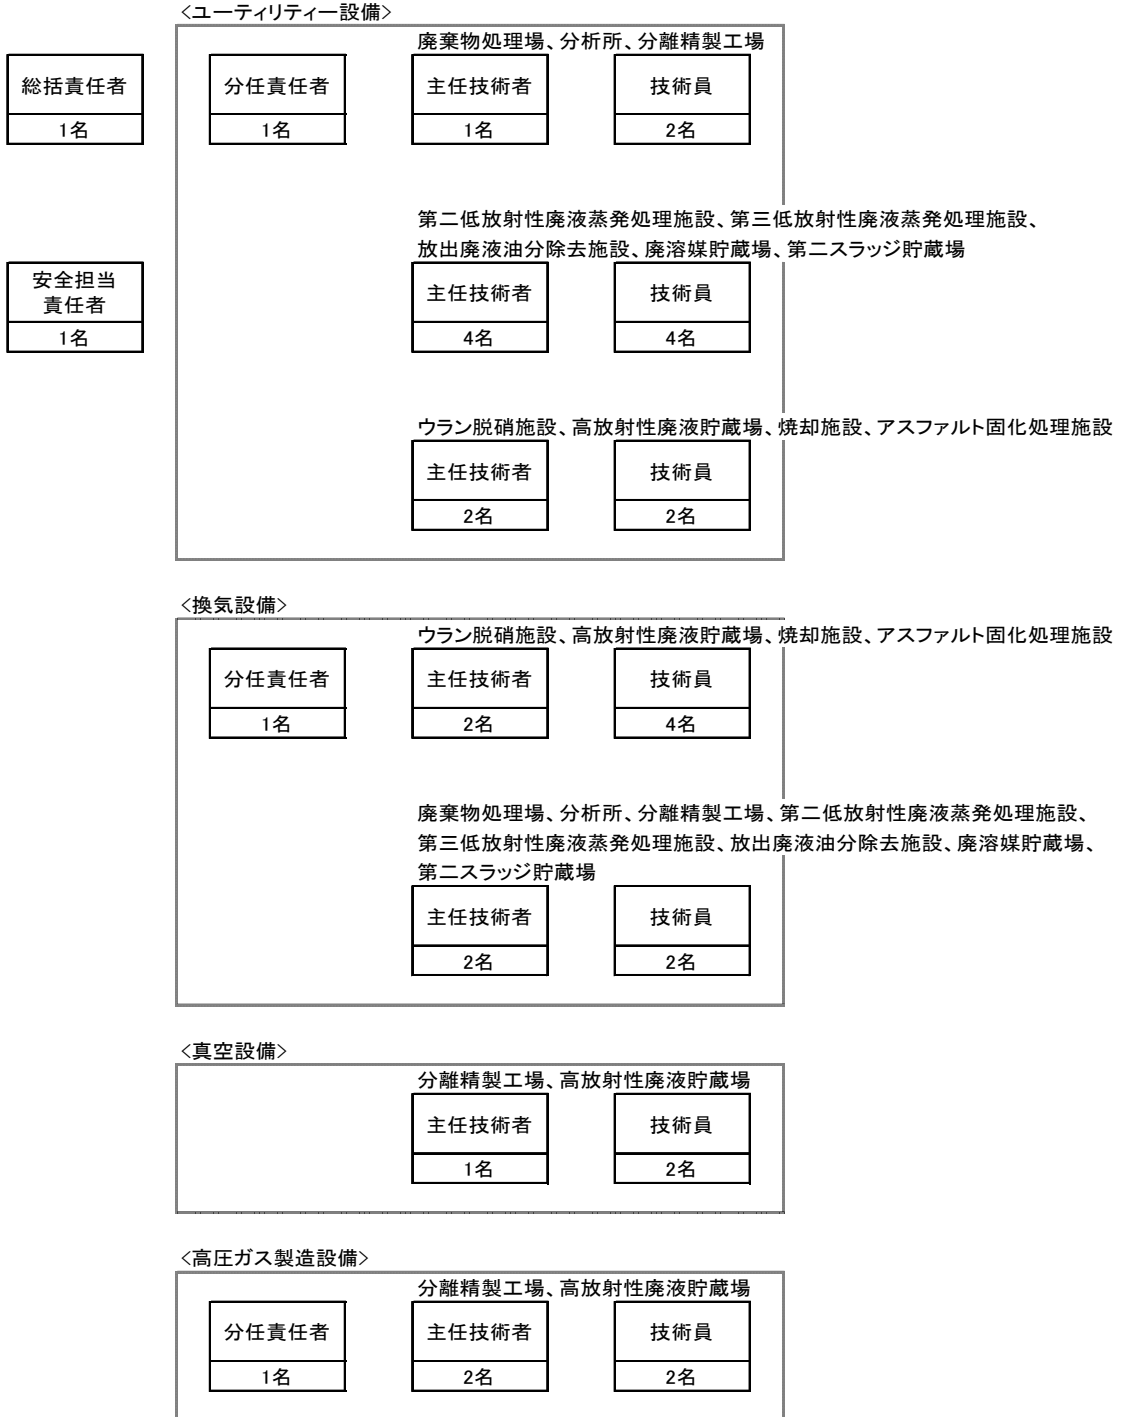 <ユーティリティー設備>
廃棄物処理場、分析所、分離精製工場
総括責任者 分任責任者 主任技術者 技術員
1名 1名 1名 2名
第二低放射性廃液蒸発処理施設、第三低放射性廃液蒸発処理施設、
放出廃液油分除去施設、廃溶媒貯蔵場、第二スラッジ貯蔵場
安全担当
責任者
主任技術者 技術員
1名 4名 4名
ウラン脱硝施設、高放射性廃液貯蔵場、焼却施設、アスファルト固化処理施設
主任技術者 技術員
2名 2名
<換気設備>
ウラン脱硝施設、高放射性廃液貯蔵場、焼却施設、アスファルト固化処理施設
分任責任者 主任技術者 技術員
1名 2名 4名
廃棄物処理場、分析所、分離精製工場、第二低放射性廃液蒸発処理施設、
第三低放射性廃液蒸発処理施設、放出廃液油分除去施設、廃溶媒貯蔵場、
第二スラッジ貯蔵場
主任技術者 技術員
2名 2名
<真空設備>
分離精製工場、高放射性廃液貯蔵場
主任技術者 技術員
1名 2名
<高圧ガス製造設備>
分離精製工場、高放射性廃液貯蔵場
分任責任者 主任技術者 技術員
1名 2名 2名